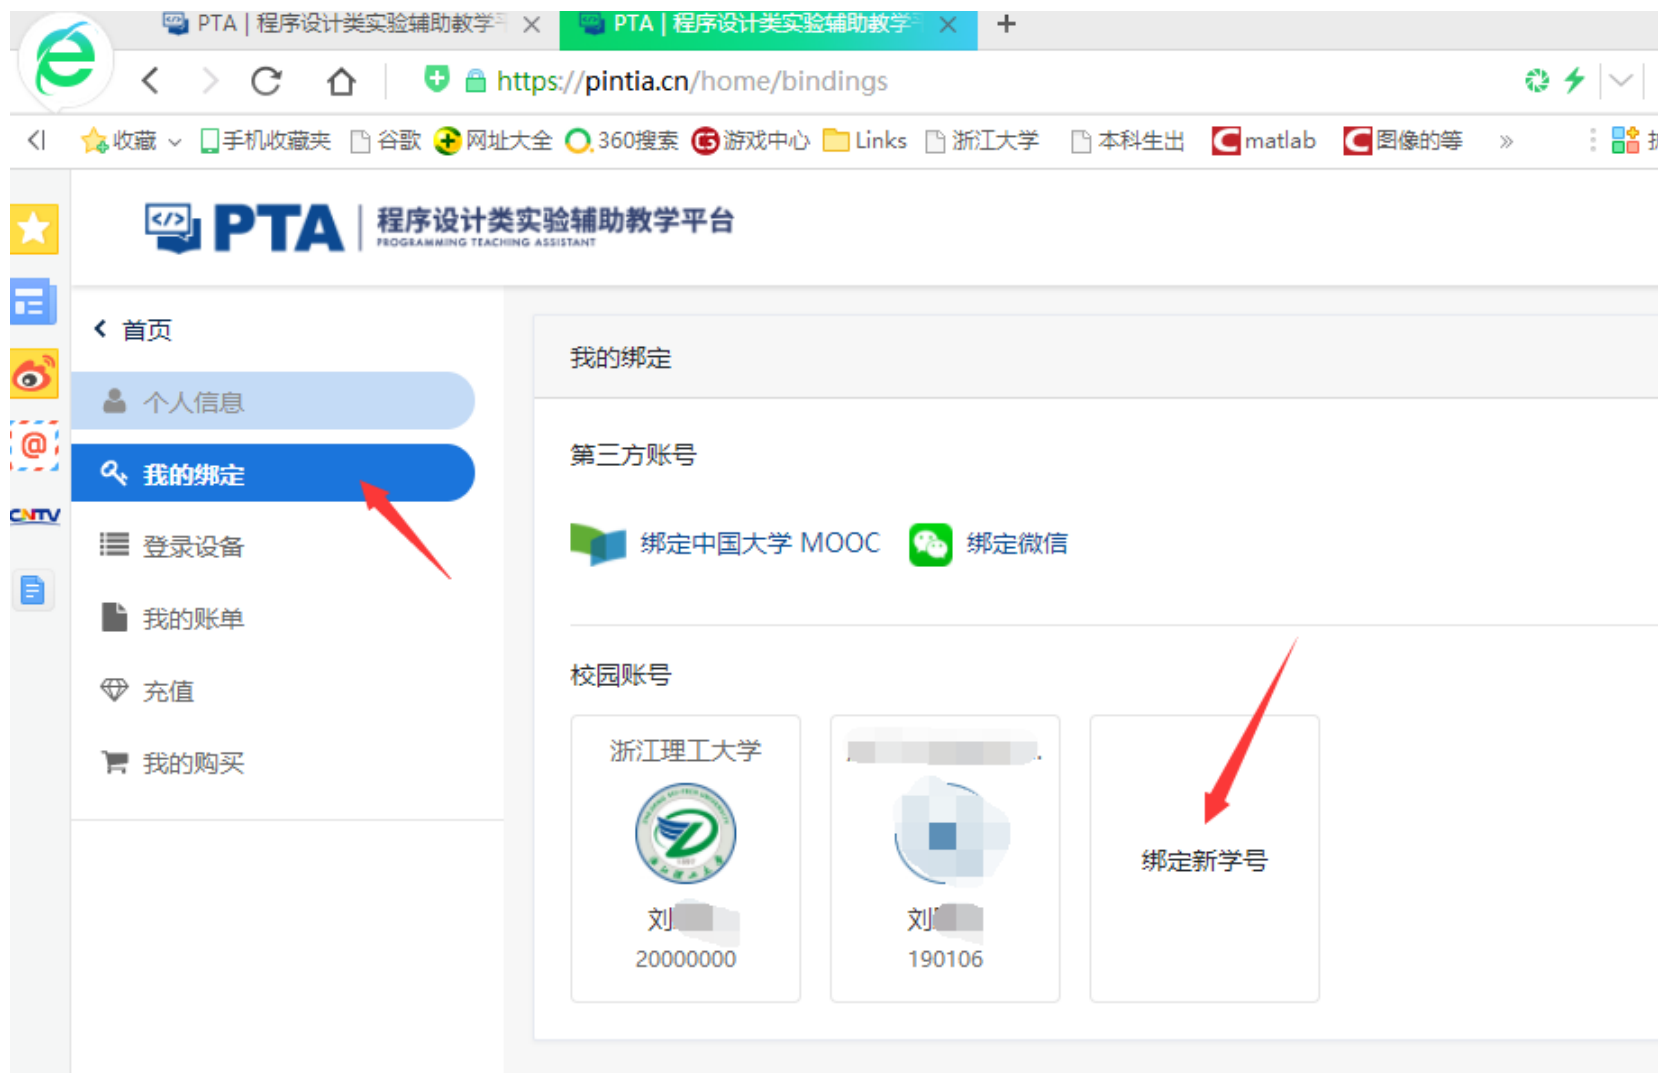 PTA | 程序设计类实验辅助教学
PTA | 程序设计类实验辅助教学
https://pintia.cn/home/bindings
收藏
手机收藏夹
谷歌
网址大全
360搜索
游戏中心
Links
浙江大学
本科生出
matlab
图像的等
PTA
程序设计类实验辅助教学平台
PROGRAMMING TEACHING ASSISTANT
@
CNTV
首页
个人信息
我的绑定
登录设备
我的账单
充值
我的购买
我的绑定
第三方账号
绑定中国大学 MOOC
绑定微信
校园账号
浙江理工大学
刘
20000000
刘
190106
绑定新学号